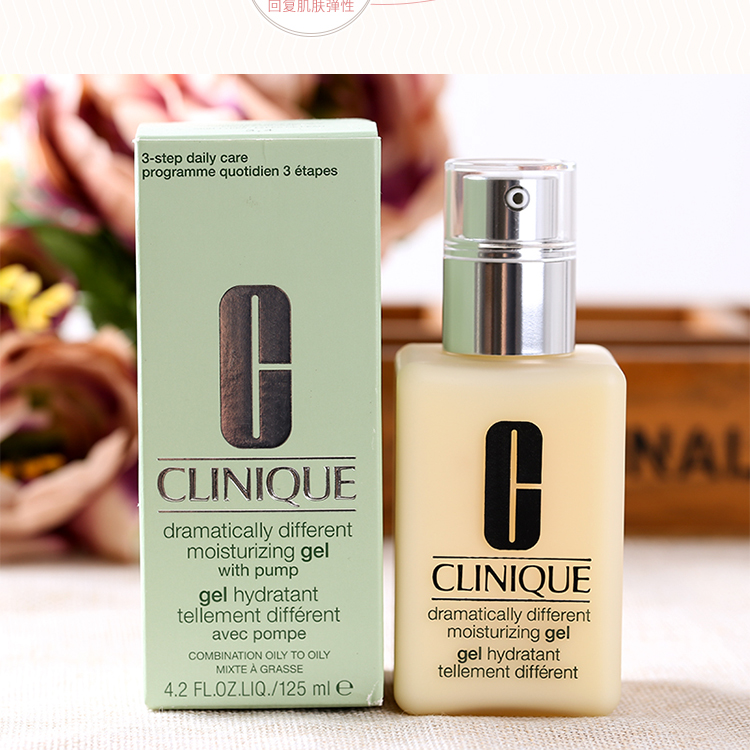 回复肌肤弹性
3-step daily care
programme quotidien 3 étapes
C
CLINIQUE
dramatically different
moisturizing gel
with pump
gel hydratant
tellement différent
avec pompe
COMBINATION OILY TO OILY
MIXTE À GRASSE
4.2 FL.OZ.LIQ./125 ml ℮
C
CLINIQUE
dramatically different
moisturizing gel
gel hydratant
tellement différent
NAL